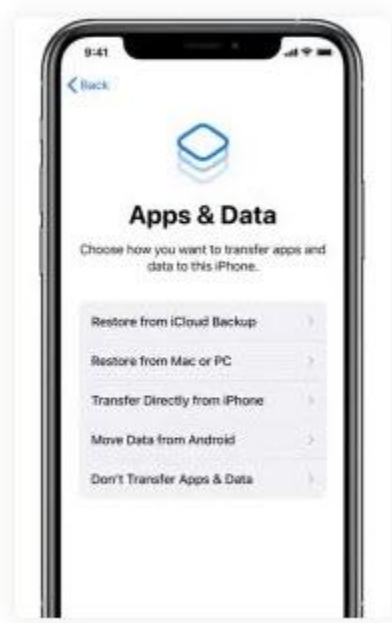 9:41
Back
Apps & Data
Choose how you want to transfer apps and
data to this iPhone.
Restore from iCloud Backup
Restore from Mac or PC
Transfer Directly from iPhone
Move Data from Android
Don't Transfer Apps & Data